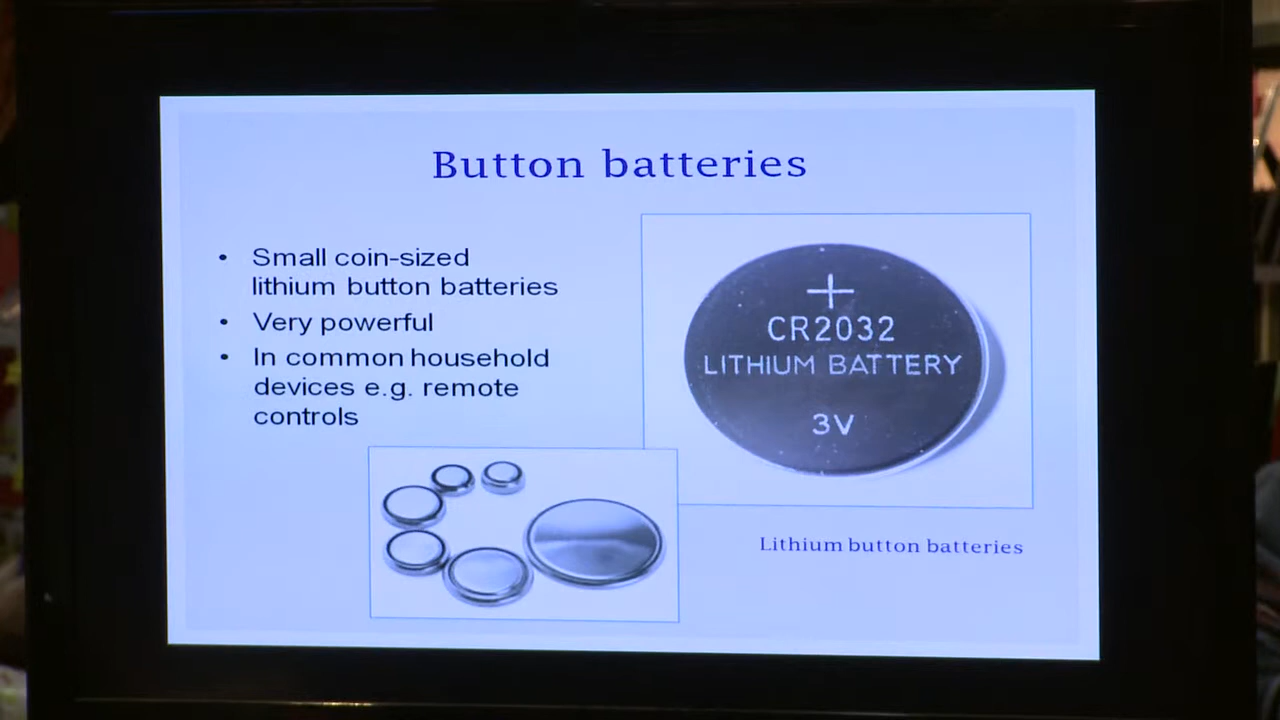 Button batteries
• Small coin-sized
lithium button batteries
• Very powerful
• In common household
devices e.g. remote
controls
+
CR2032
LITHIUM BATTERY
3V
Lithium button batteries